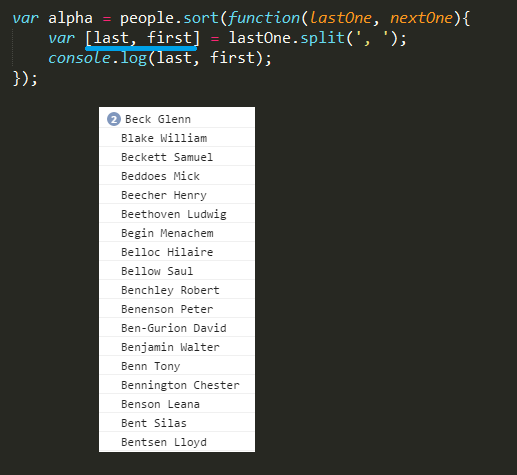 var alpha = people.sort(function(lastOne, nextOne){
var [last, first] = lastOne.split(', ');
console.log(last, first);
});
2 Beck Glenn
Blake William
Beckett Samuel
Beddoes Mick
Beecher Henry
Beethoven Ludwig
Begin Menachem
Belloc Hilaire
Bellow Saul
Benchley Robert
Benenson Peter
Ben-Gurion David
Benjamin Walter
Benn Tony
Bennington Chester
Benson Leana
Bent Silas
Bentsen Lloyd